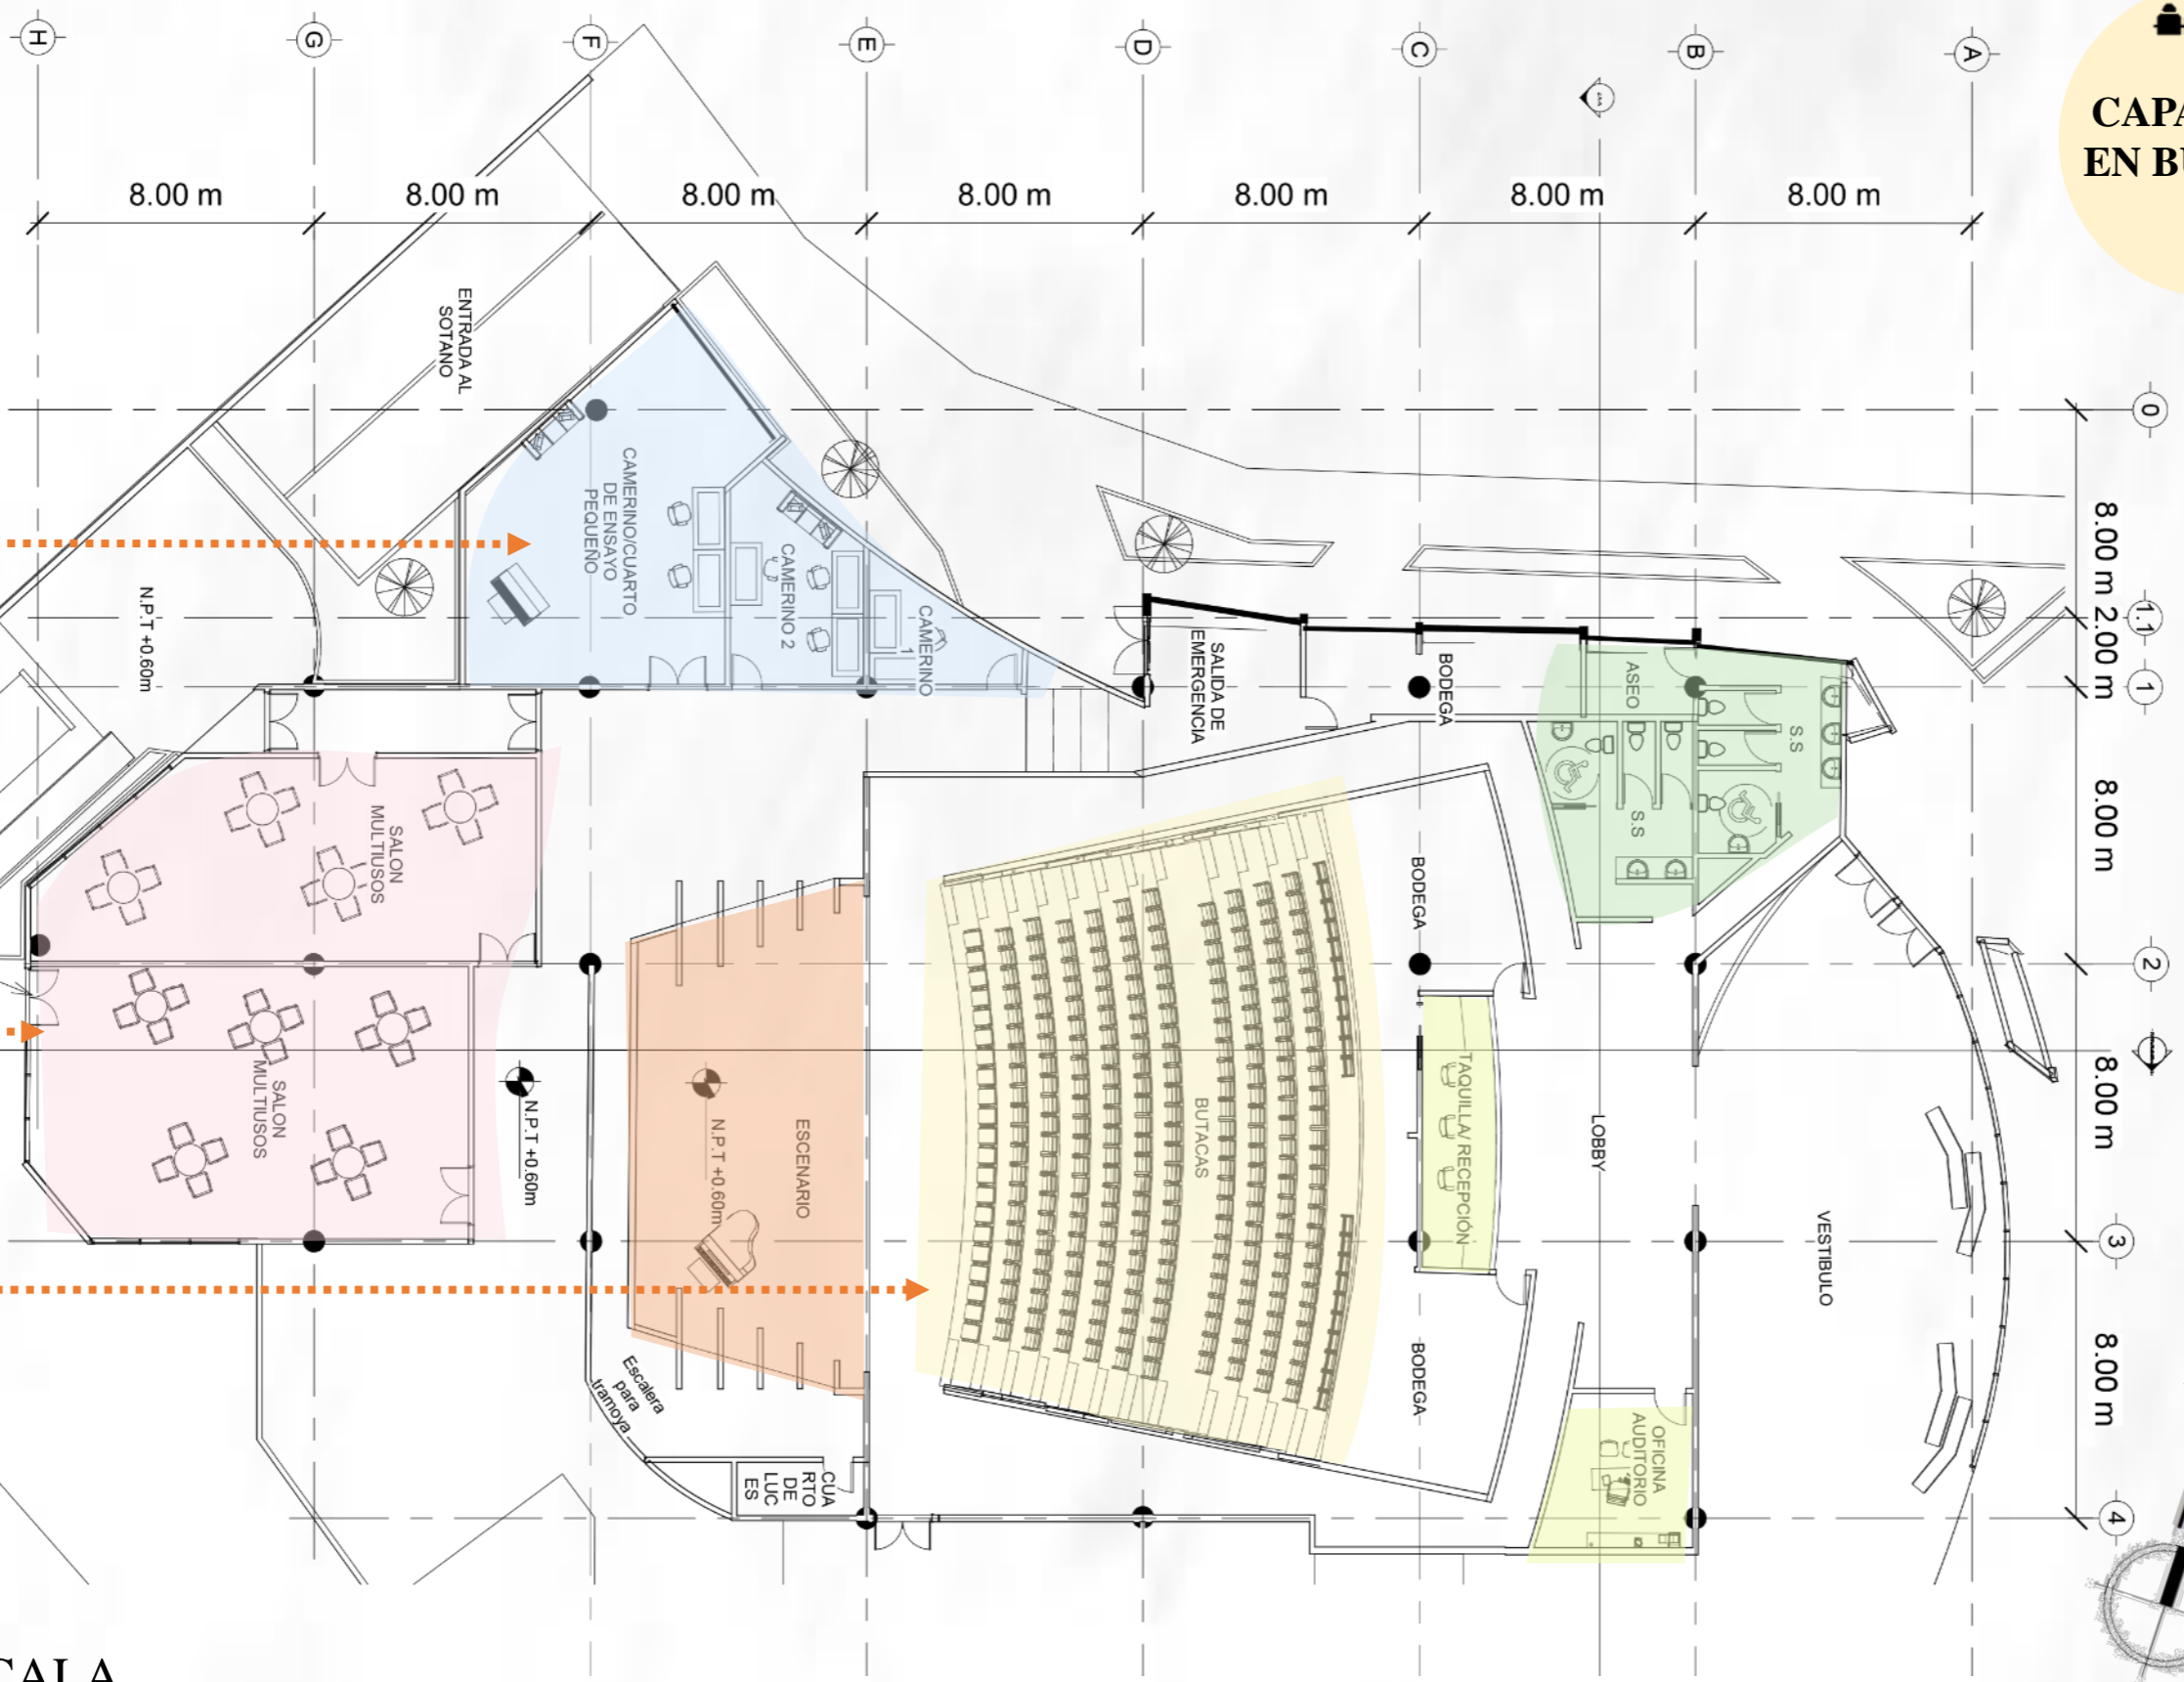 H
G
F
E
D
C
B
A
CAPA
EN BU
8.00 m
8.00 m
8.00 m
8.00 m
8.00 m
8.00 m
8.00 m
0
8.00 m
1.1
2.00 m
1
8.00 m
2
8.00 m
3
8.00 m
4
ENTRADA AL
SOTANO
CAMERINO/CUARTO
DE ENSAYO
PEQUEÑO
CAMERINO 2
CAMERINO
1
N.P.T +0.60m
SALIDA DE
EMERGENCIA
BODEGA
ASEO
S.S
S.S
SALON
MULTIUSOS
SALON
MULTIUSOS
N.P.T +0.60m
N.P.T +0.60m
ESCENARIO
BUTACAS
BODEGA
TAQUILLA/ RECEPCIÓN
LOBBY
VESTIBULO
BODEGA
Escalera
para
tramoya
CUA
RTO
DE
LUC
ES
OFICINA
AUDITORIO
CALA